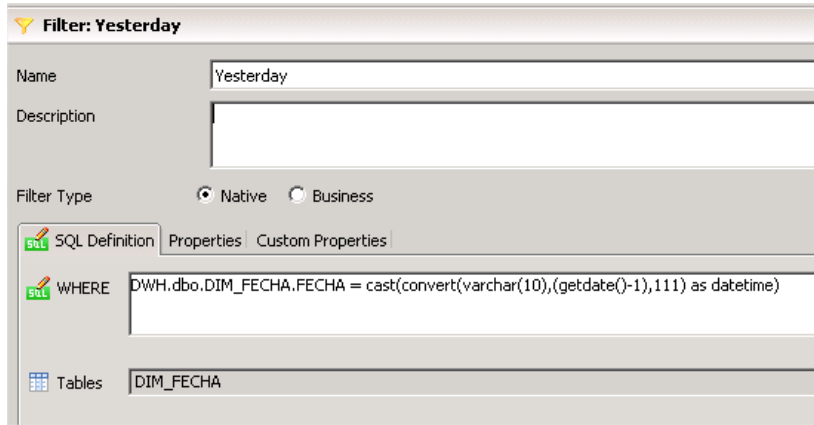 Filter: Yesterday
Name
Yesterday
Description
Filter Type
Native
Business
SQL Definition
Properties
Custom Properties
WHERE
DWH.dbo.DIM_FECHA.FECHA = cast(convert(varchar(10),(getdate()-1),111) as datetime)
Tables
DIM_FECHA